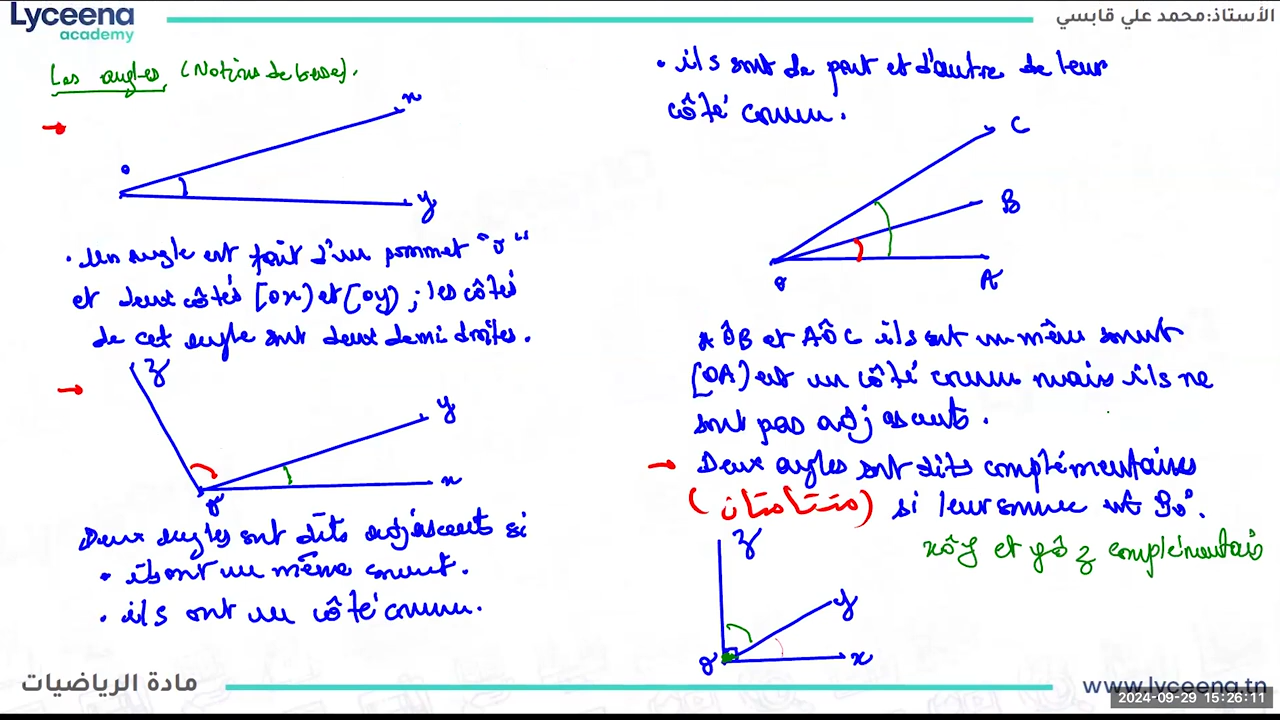 Lyceena
academy
الأستاذ:محمد علي قابسي
Les angles (Notions de base).
x
o
y
. Un angle est fait d'un sommet "o"
et deux côtés [ox) et [oy) ; les côtés
de cet angle sont deux demi droites.
z
y
x
o
Deux angles sont dits adjascents si
. ils ont un même sommet.
. ils ont un côté commun.
. ils sont de part et d'autre de leur
côté commun.
C
B
o
A
AÔB et AÔC ils ont un même sommet
[OA) est un côté commun mais ils ne
sont pas adjascents.
→ Deux angles sont dits complémentaires
(متتامتان) si leur somme est 90°.
xôy et yôz complémentais
z
y
o
x
مادة الرياضيات
www.lyceena.tn
2024-09-29 15:26:11